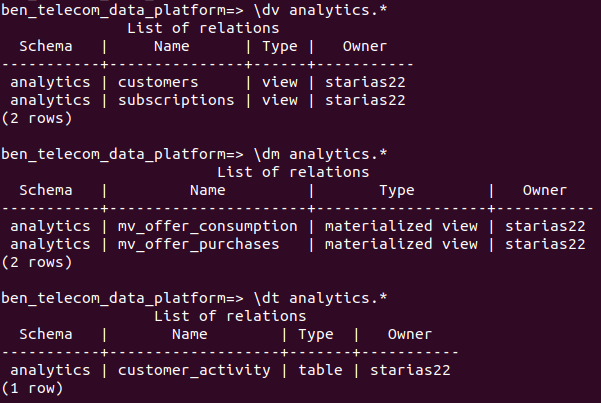 ben_telecom_data_platform=> \dv analytics.*
              List of relations
  Schema   |     Name      | Type |   Owner
-----------+---------------+------+-----------
 analytics | customers     | view | starias22
 analytics | subscriptions | view | starias22
(2 rows)

ben_telecom_data_platform=> \dm analytics.*
                        List of relations
  Schema   |         Name         |       Type        |   Owner
-----------+----------------------+-------------------+-----------
 analytics | mv_offer_consumption | materialized view | starias22
 analytics | mv_offer_purchases   | materialized view | starias22
(2 rows)

ben_telecom_data_platform=> \dt analytics.*
                 List of relations
  Schema   |       Name        | Type  |   Owner
-----------+-------------------+-------+-----------
 analytics | customer_activity | table | starias22
(1 row)